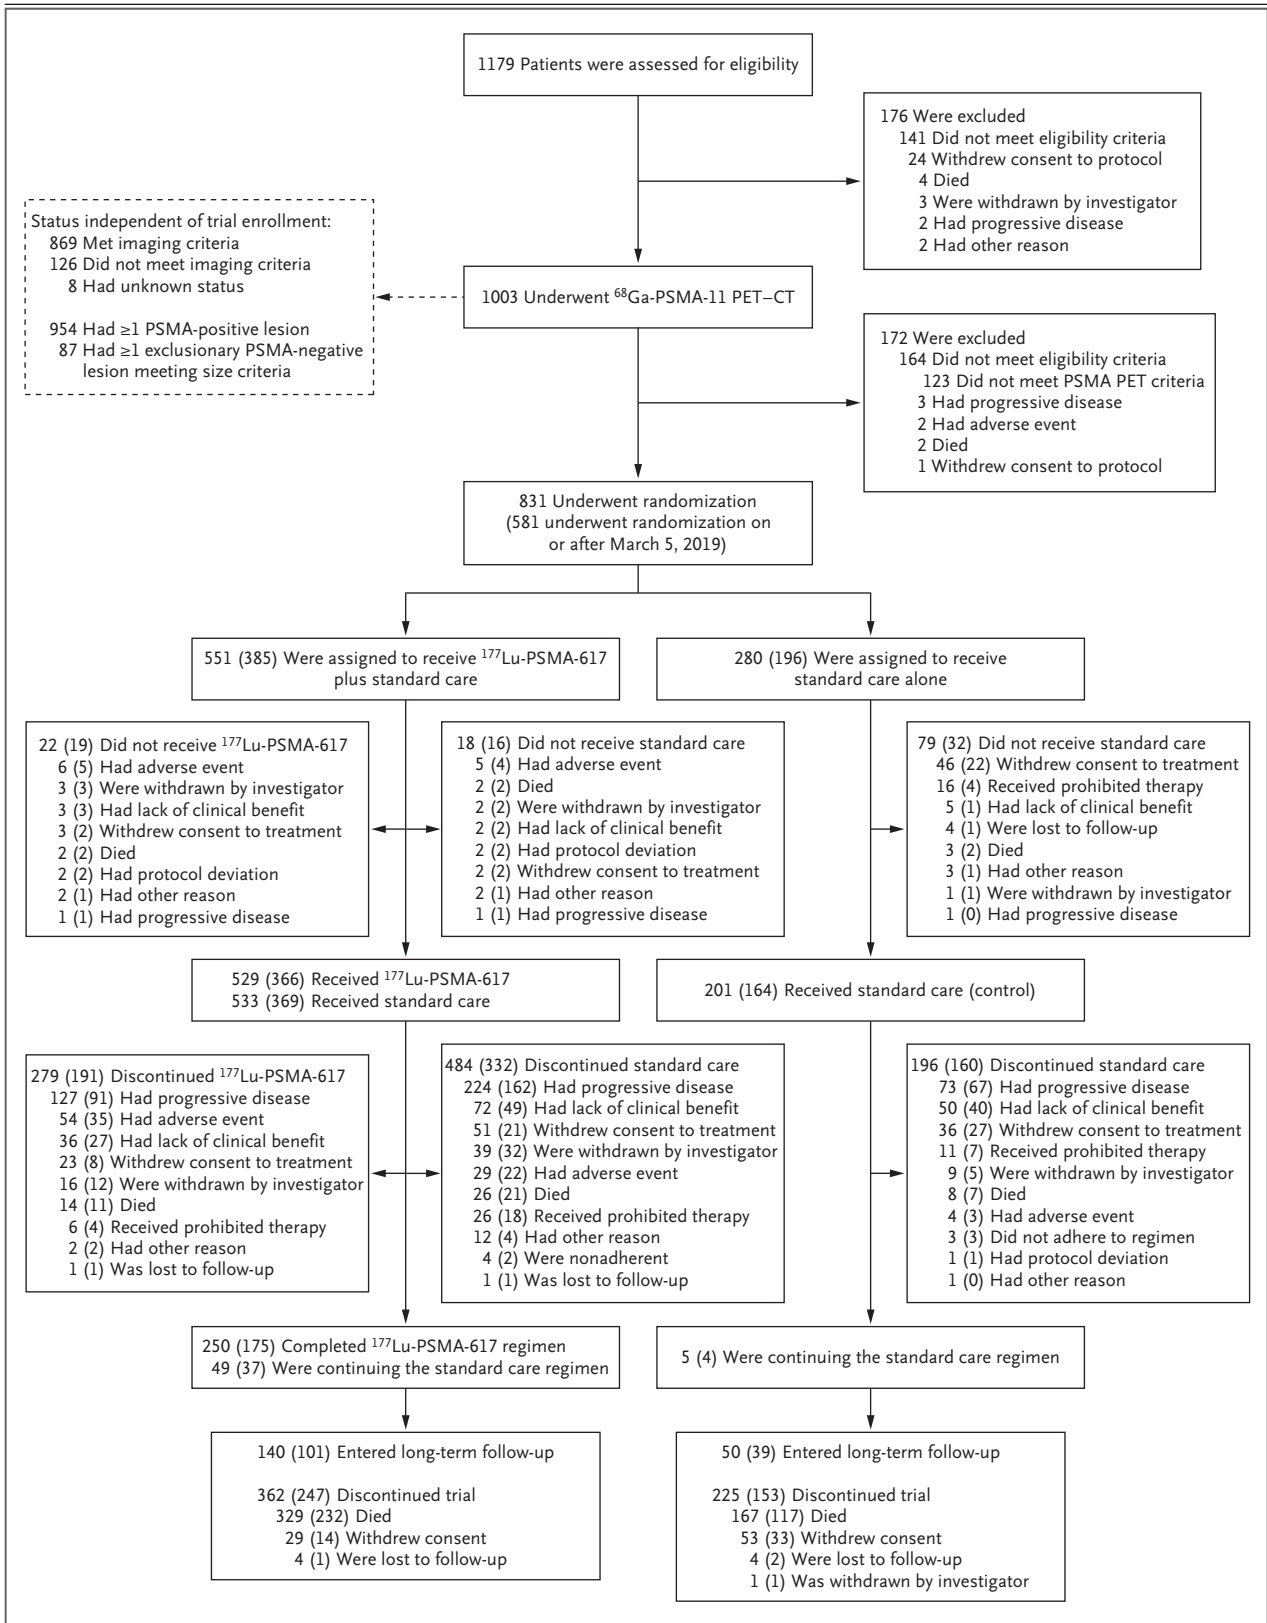 1179 Patients were assessed for eligibility
176 Were excluded
141 Did not meet eligibility criteria
24 Withdrew consent to protocol
4 Died
3 Were withdrawn by investigator
2 Had progressive disease
2 Had other reason
Status independent of trial enrollment:
869 Met imaging criteria
126 Did not meet imaging criteria
8 Had unknown status
954 Had ≥1 PSMA-positive lesion
87 Had ≥1 exclusionary PSMA-negative
lesion meeting size criteria
1003 Underwent ⁶⁸Ga-PSMA-11 PET–CT
172 Were excluded
164 Did not meet eligibility criteria
123 Did not meet PSMA PET criteria
3 Had progressive disease
2 Had adverse event
2 Died
1 Withdrew consent to protocol
831 Underwent randomization
(581 underwent randomization on
or after March 5, 2019)
551 (385) Were assigned to receive ¹⁷⁷Lu-PSMA-617
plus standard care
280 (196) Were assigned to receive
standard care alone
22 (19) Did not receive ¹⁷⁷Lu-PSMA-617
6 (5) Had adverse event
3 (3) Were withdrawn by investigator
3 (3) Had lack of clinical benefit
3 (2) Withdrew consent to treatment
2 (2) Died
2 (2) Had protocol deviation
2 (1) Had other reason
1 (1) Had progressive disease
18 (16) Did not receive standard care
5 (4) Had adverse event
2 (2) Died
2 (2) Were withdrawn by investigator
2 (2) Had lack of clinical benefit
2 (2) Had protocol deviation
2 (2) Withdrew consent to treatment
2 (1) Had other reason
1 (1) Had progressive disease
79 (32) Did not receive standard care
46 (22) Withdrew consent to treatment
16 (4) Received prohibited therapy
5 (1) Had lack of clinical benefit
4 (1) Were lost to follow-up
3 (2) Died
3 (1) Had other reason
1 (1) Were withdrawn by investigator
1 (0) Had progressive disease
529 (366) Received ¹⁷⁷Lu-PSMA-617
533 (369) Received standard care
201 (164) Received standard care (control)
279 (191) Discontinued ¹⁷⁷Lu-PSMA-617
127 (91) Had progressive disease
54 (35) Had adverse event
36 (27) Had lack of clinical benefit
23 (8) Withdrew consent to treatment
16 (12) Were withdrawn by investigator
14 (11) Died
6 (4) Received prohibited therapy
2 (2) Had other reason
1 (1) Was lost to follow-up
484 (332) Discontinued standard care
224 (162) Had progressive disease
72 (49) Had lack of clinical benefit
51 (21) Withdrew consent to treatment
39 (32) Were withdrawn by investigator
29 (22) Had adverse event
26 (21) Died
26 (18) Received prohibited therapy
12 (4) Had other reason
4 (2) Were nonadherent
1 (1) Was lost to follow-up
196 (160) Discontinued standard care
73 (67) Had progressive disease
50 (40) Had lack of clinical benefit
36 (27) Withdrew consent to treatment
11 (7) Received prohibited therapy
9 (5) Were withdrawn by investigator
8 (7) Died
4 (3) Had adverse event
3 (3) Did not adhere to regimen
1 (1) Had protocol deviation
1 (0) Had other reason
250 (175) Completed ¹⁷⁷Lu-PSMA-617 regimen
49 (37) Were continuing the standard care regimen
5 (4) Were continuing the standard care regimen
140 (101) Entered long-term follow-up
362 (247) Discontinued trial
329 (232) Died
29 (14) Withdrew consent
4 (1) Were lost to follow-up
50 (39) Entered long-term follow-up
225 (153) Discontinued trial
167 (117) Died
53 (33) Withdrew consent
4 (2) Were lost to follow-up
1 (1) Was withdrawn by investigator